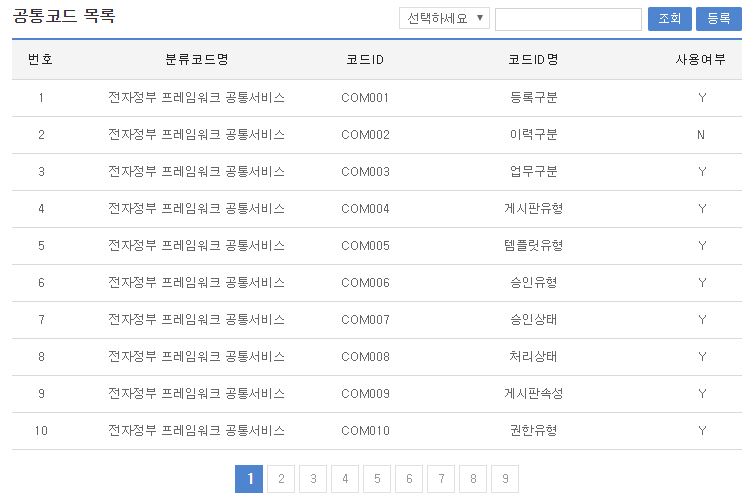 공통코드 목록 선택하세요 ▼ 조회 등록
번호 분류코드명 코드ID 코드ID명 사용여부
1 전자정부 프레임워크 공통서비스 COM001 등록구분 Y
2 전자정부 프레임워크 공통서비스 COM002 이력구분 N
3 전자정부 프레임워크 공통서비스 COM003 업무구분 Y
4 전자정부 프레임워크 공통서비스 COM004 게시판유형 Y
5 전자정부 프레임워크 공통서비스 COM005 템플릿유형 Y
6 전자정부 프레임워크 공통서비스 COM006 승인유형 Y
7 전자정부 프레임워크 공통서비스 COM007 승인상태 Y
8 전자정부 프레임워크 공통서비스 COM008 처리상태 Y
9 전자정부 프레임워크 공통서비스 COM009 게시판속성 Y
10 전자정부 프레임워크 공통서비스 COM010 권한유형 Y
1 2 3 4 5 6 7 8 9